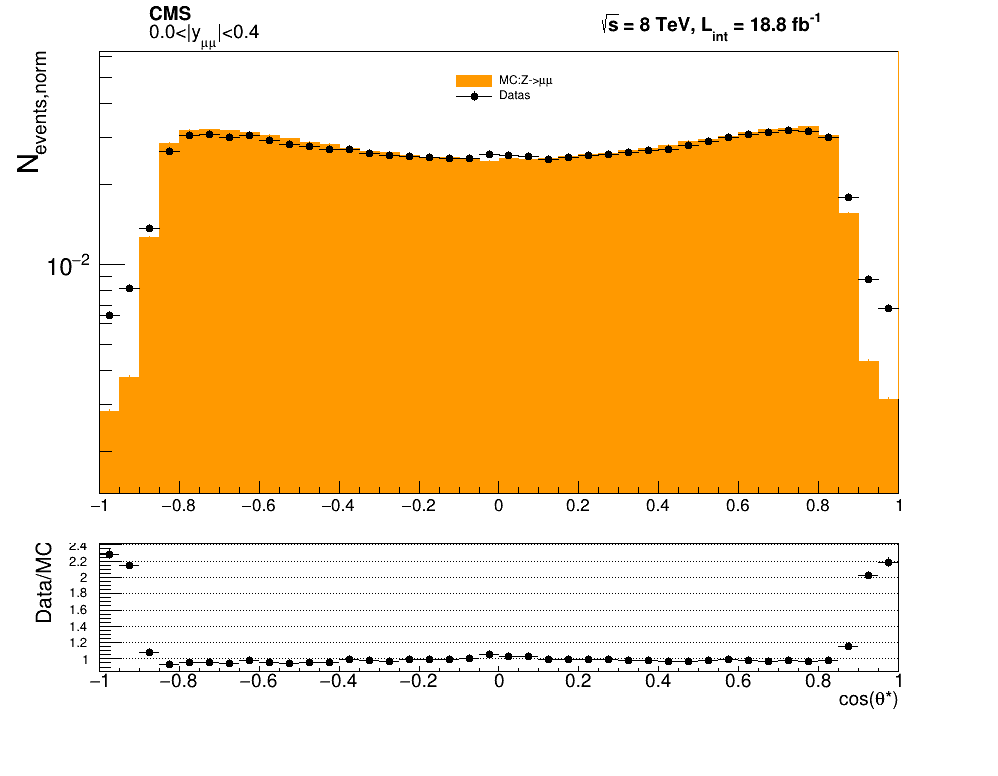 CMS
0.0<|y_μμ|<0.4
√s = 8 TeV, L_int = 18.8 fb⁻¹
N_events,norm
MC:Z->μμ
Datas
10⁻²
−1 −0.8 −0.6 −0.4 −0.2 0 0.2 0.4 0.6 0.8 1
Data/MC
2.4
2.2
2
1.8
1.6
1.4
1.2
1
−1 −0.8 −0.6 −0.4 −0.2 0 0.2 0.4 0.6 0.8 1
cos(θ*)